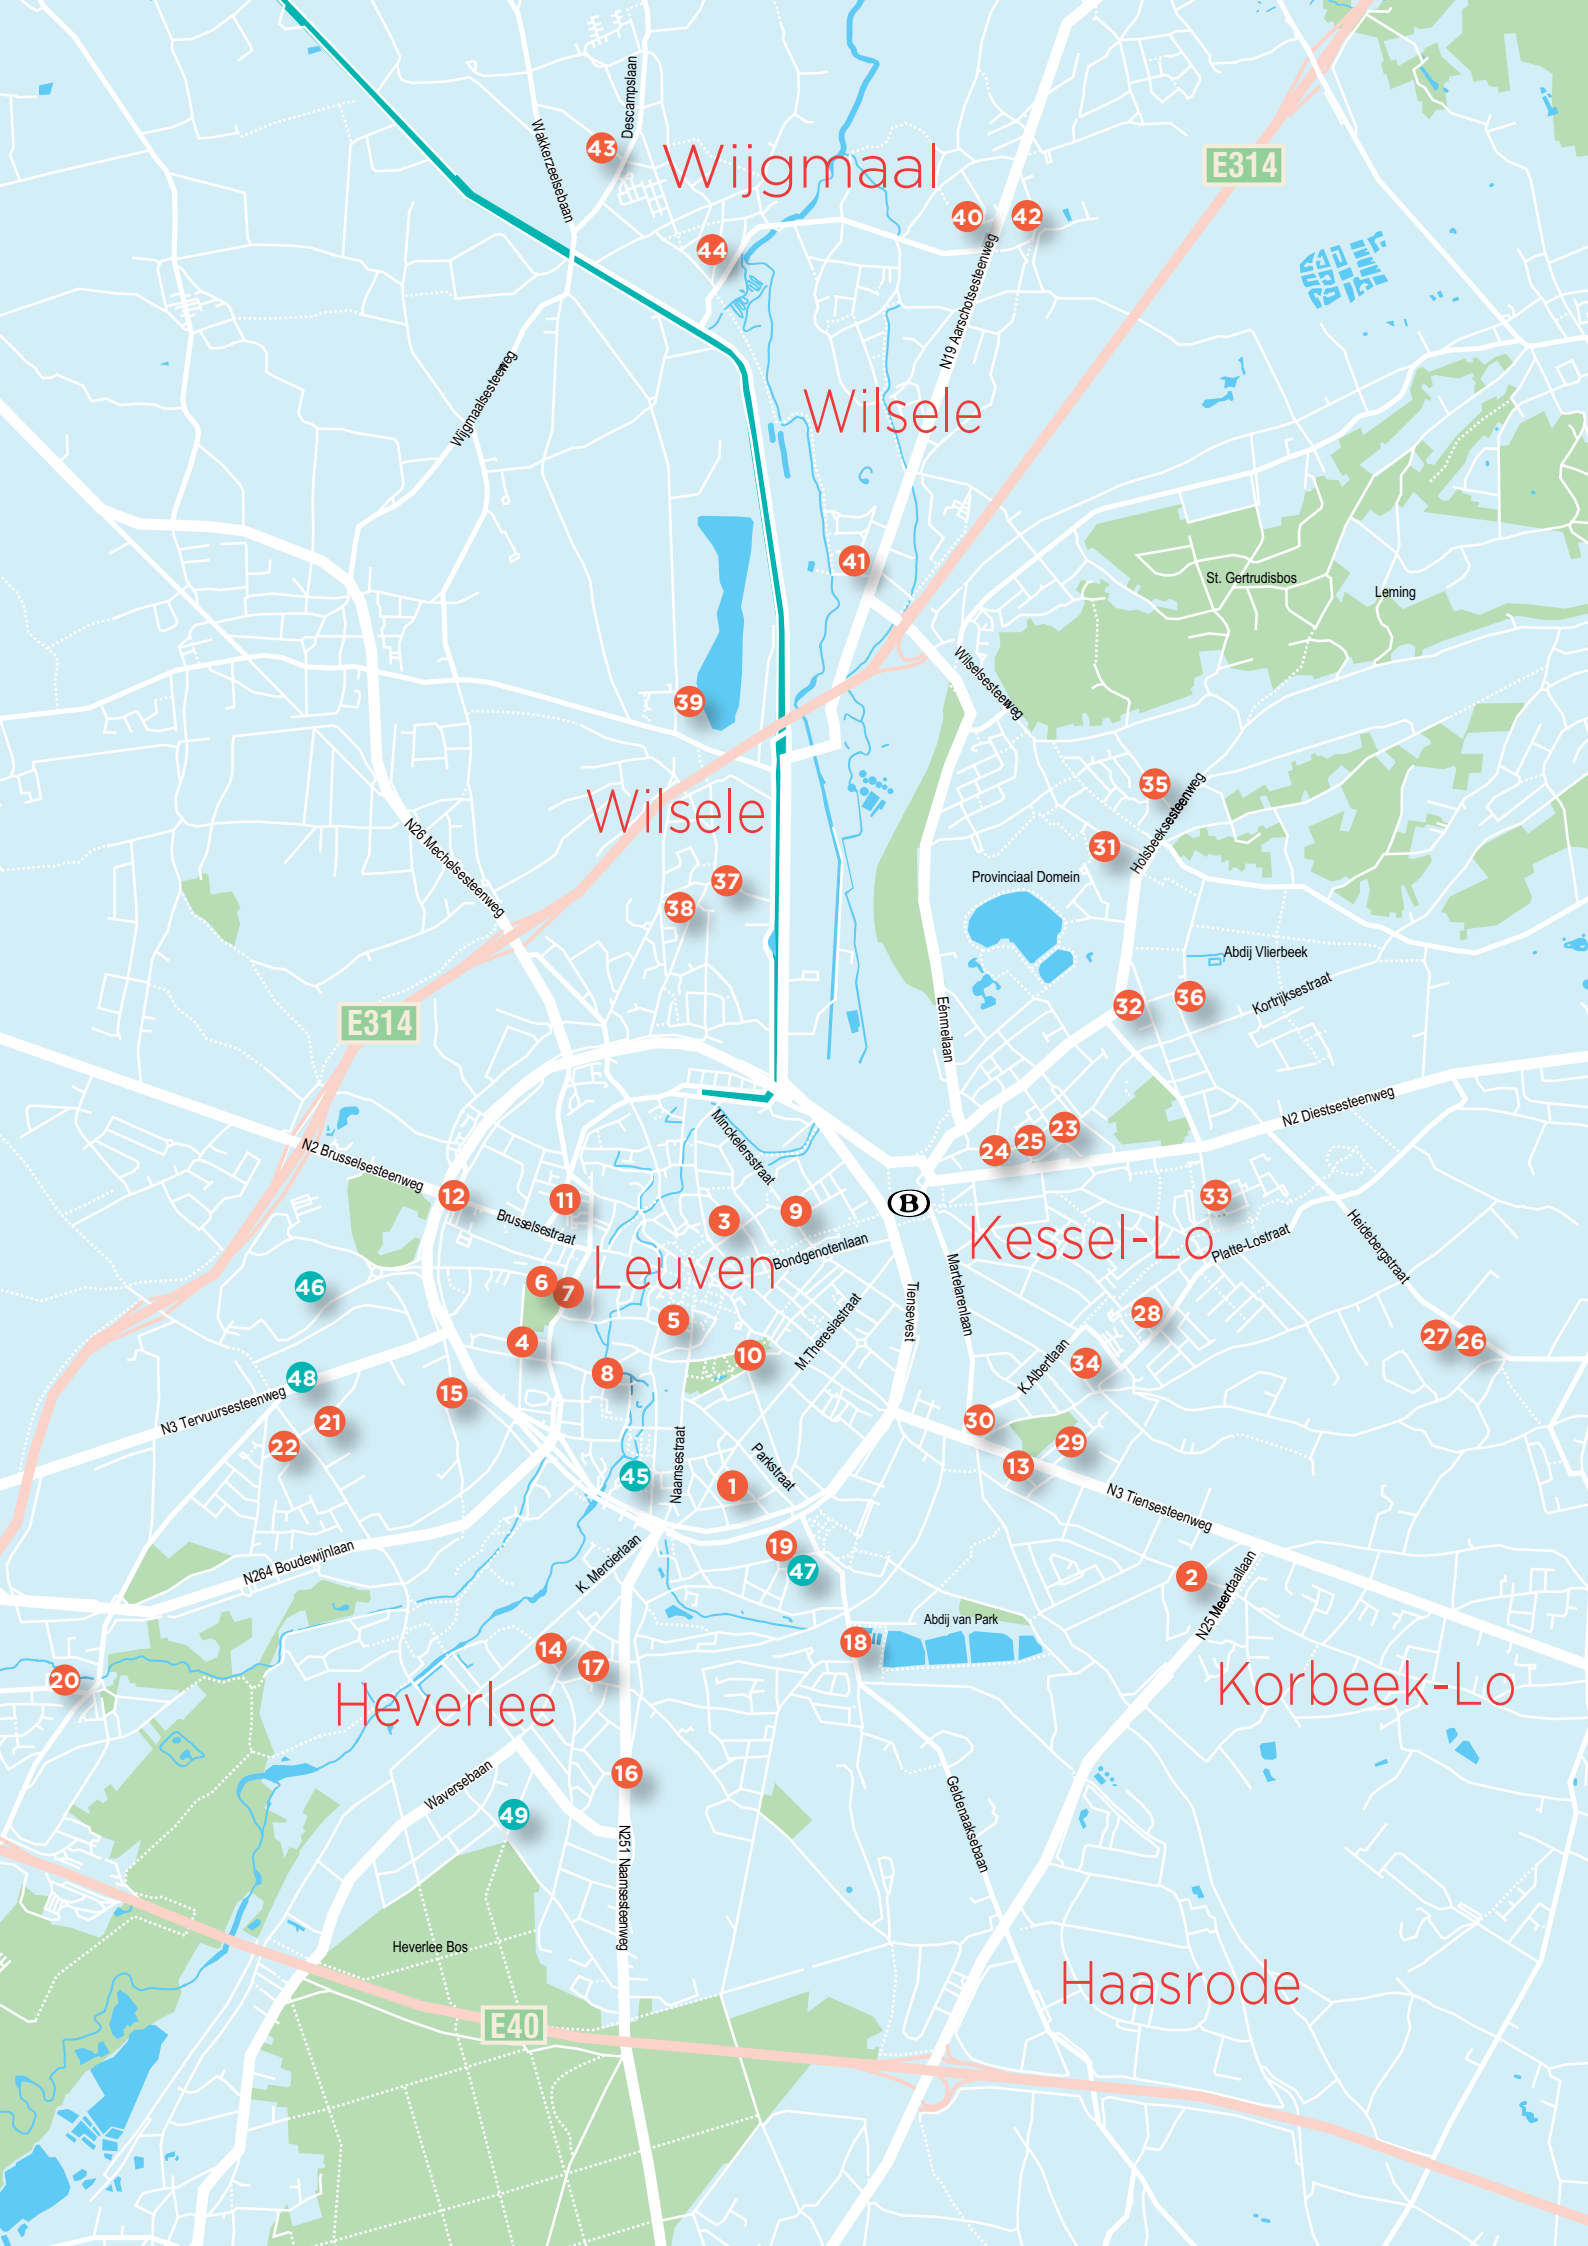 Descampslaan
Wakkerzeelsebaan
43
Wijgmaal
E314
40
42
44
N19 Aarschotsesteenweg
Wijgmaalsesteenweg
Wilsele
41
St. Gertrudisbos
Leming
Wilselsesteenweg
39
35
Wilsele
Holsbeeksesteenweg
31
N26 Mechelsesteenweg
37
38
Provinciaal Domein
Abdij Vlierbeek
36
32
Kortrijksestraat
E314
Eénmeilaan
N2 Diestsesteenweg
Minckelersstraat
23
25
24
N2 Brusselsesteenweg
12
11
33
B
9
3
Brusselsestraat
Kessel-Lo
Platte-Lostraat
Heidebergstraat
Bondgenotenlaan
Leuven
6
7
46
Tiensevest
Martelarenlaan
28
5
M.Theresiastraat
27
26
4
10
K.Albertlaan
34
8
48
15
N3 Tervuursesteenweg
21
22
30
29
13
Naamsestraat
Parkstraat
45
1
N3 Tiensesteenweg
19
47
K. Mercierlaan
N264 Boudewijnlaan
2
N25 Meerdaallaan
Abdij van Park
18
14
17
20
Heverlee
Korbeek-Lo
16
Waversebaan
49
Geldenaaksebaan
N251 Naamsesteenweg
Heverlee Bos
Haasrode
E40